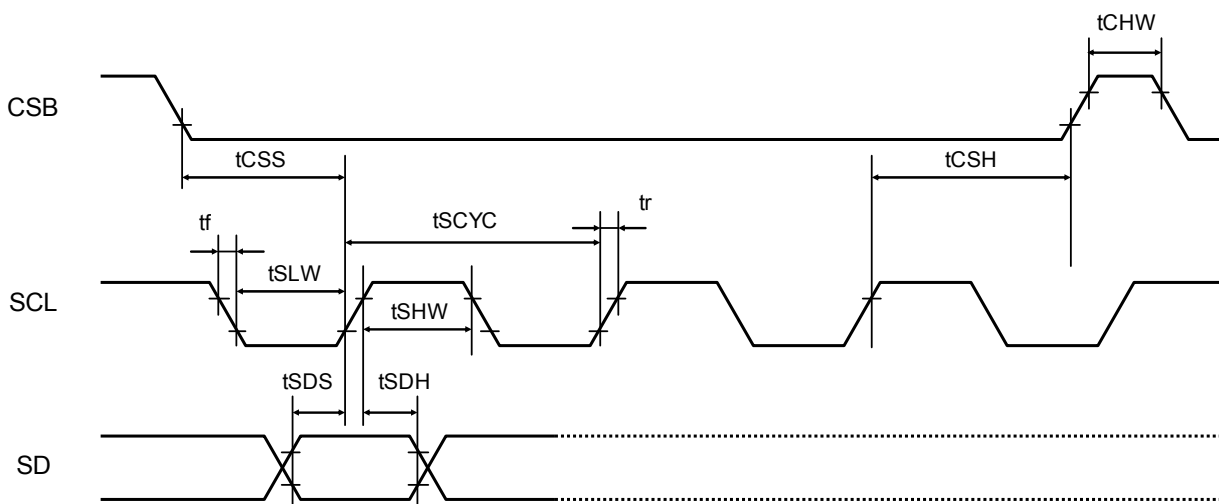 tCHW
CSB
tCSS
tCSH
tf
tSCYC
tr
tSLW
SCL
tSHW
tSDS
tSDH
SD